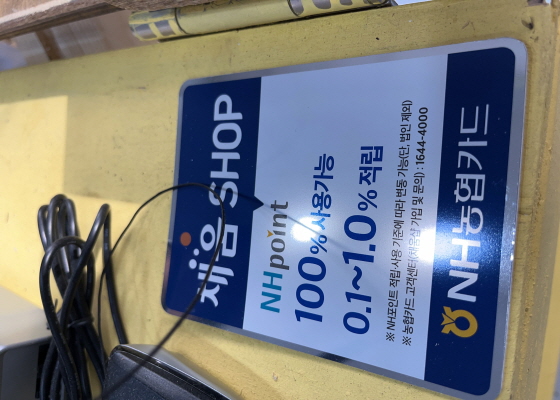 채움 SHOP
NHpoint
100%사용가능
0.1~1.0% 적립
※ NH포인트 적립·사용 기준에 따라 변동 가능(단, 법인 제외)
※ 농협카드 고객센터(채움샵 가입 및 문의) : 1644-4000
NH농협카드